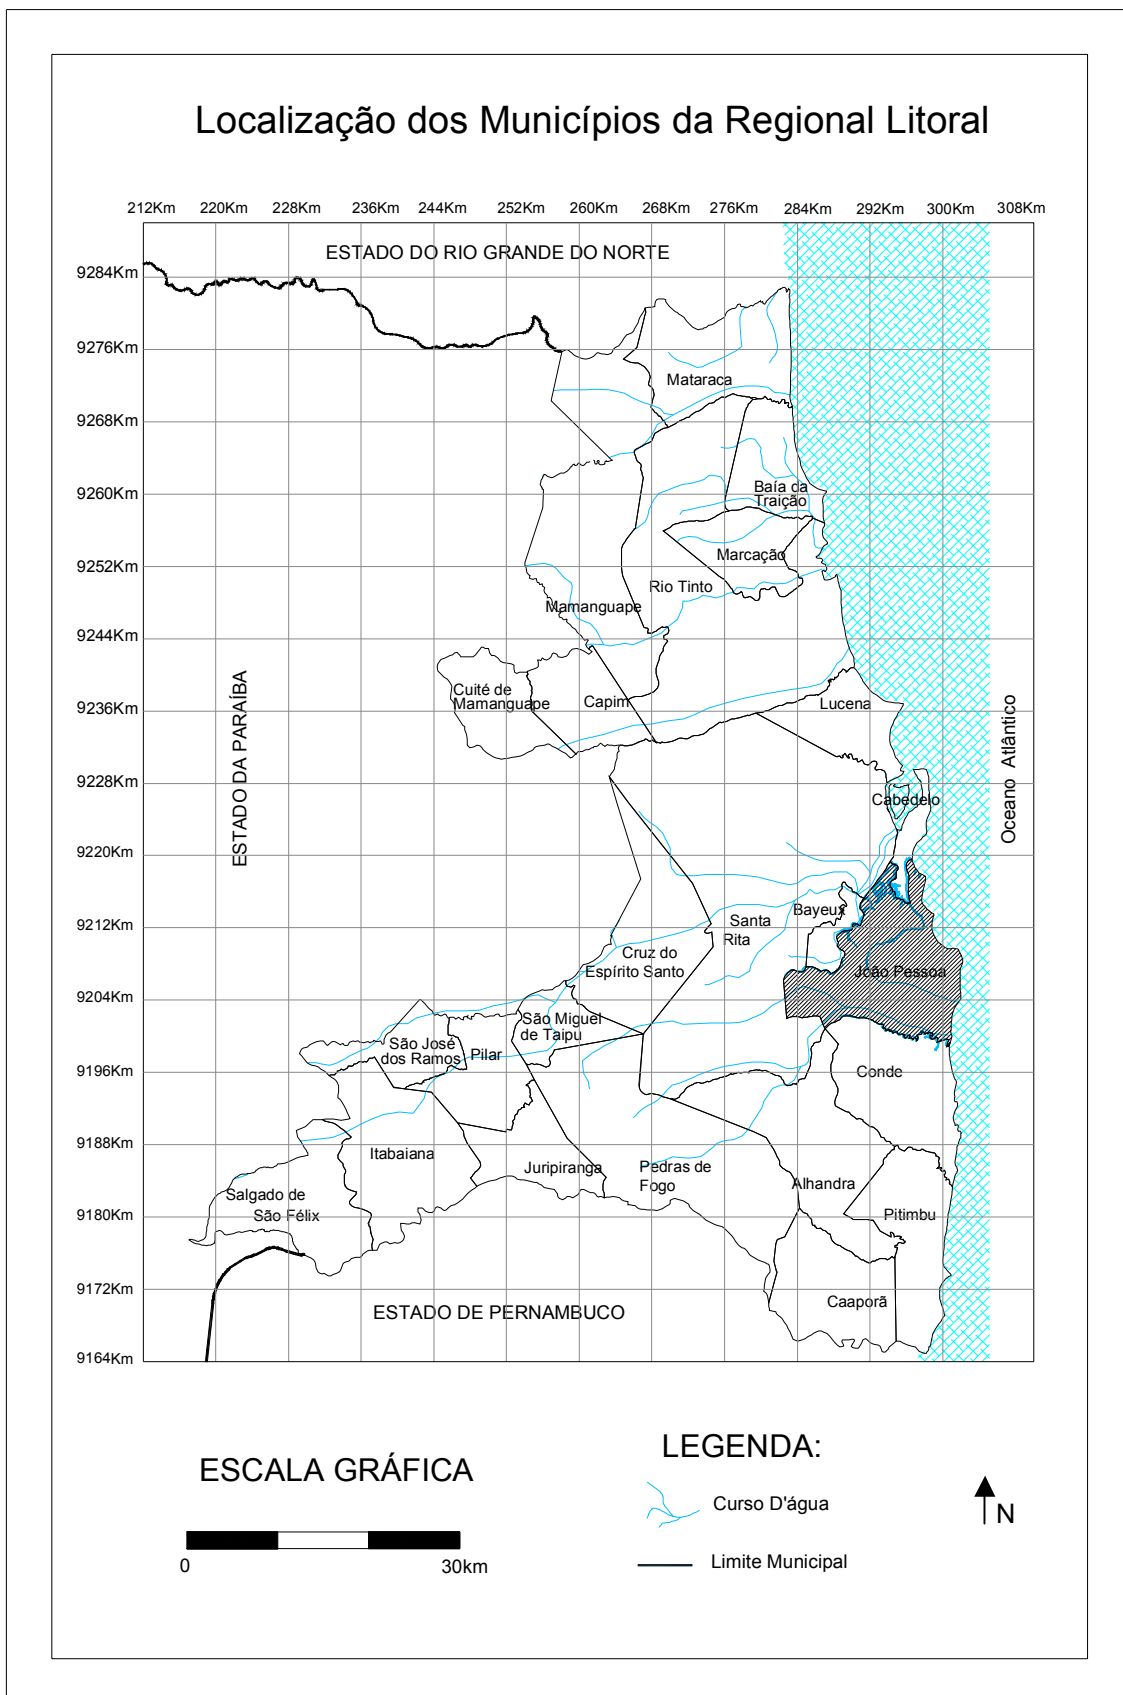 Localização dos Municípios da Regional Litoral
212Km 220Km 228Km 236Km 244Km 252Km 260Km 268Km 276Km 284Km 292Km 300Km 308Km
ESTADO DO RIO GRANDE DO NORTE
9284Km
9276Km
Mataraca
9268Km
9260Km
Baía da
Traição
Marcação
9252Km
Rio Tinto
Mamanguape
9244Km
Cuité de
Mamanguape
Capim
Lucena
9236Km
ESTADO DA PARAÍBA
Oceano Atlântico
9228Km
Cabedelo
9220Km
Bayeux
Santa
Rita
9212Km
Cruz do
Espírito Santo
João Pessoa
9204Km
São Miguel
de Taipu
São José
dos Ramos
Pilar
9196Km
Conde
9188Km
Itabaiana
Juripiranga
Pedras de
Fogo
Alhandra
Salgado de
São Félix
9180Km
Pitimbu
9172Km
Caaporã
ESTADO DE PERNAMBUCO
9164Km
ESCALA GRÁFICA
0 30km
LEGENDA:
Curso D'água
Limite Municipal
N